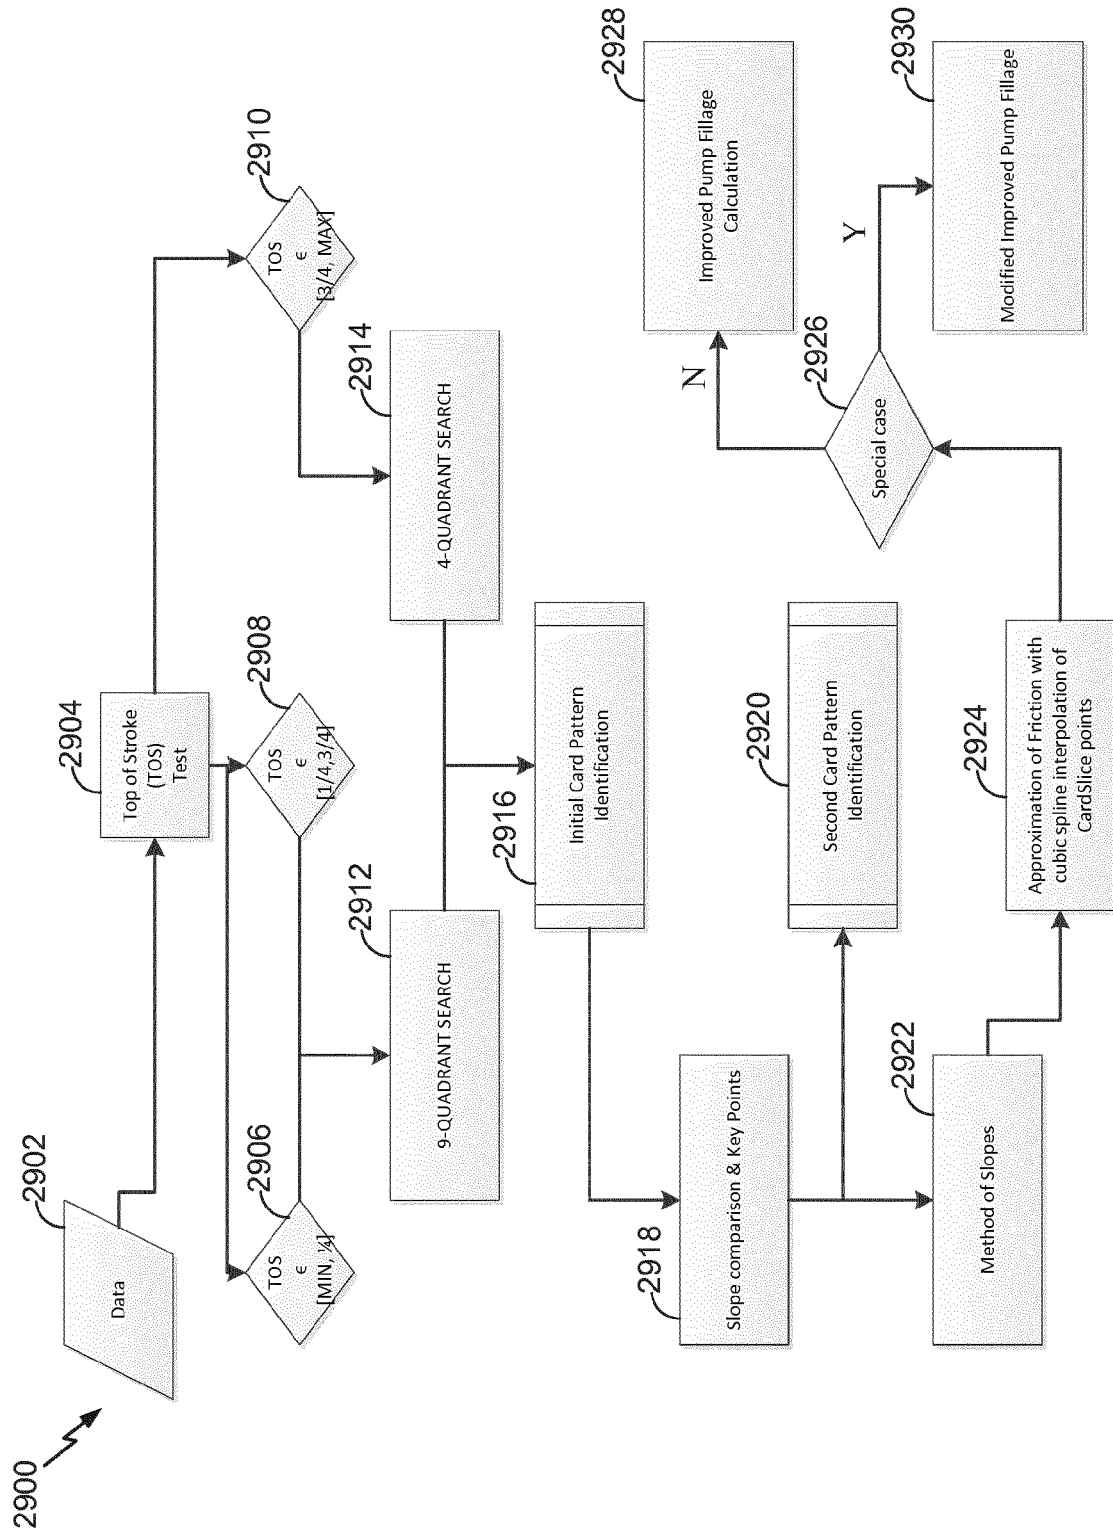 2900
2902
Data
2904
Top of Stroke
(TOS)
Test
2906
TOS
ϵ
[MIN, ¼]
2908
TOS
ϵ
[1/4,3/4]
2910
TOS
ϵ
[3/4, MAX]
2912
9-QUADRANT SEARCH
2914
4-QUADRANT SEARCH
2916
Initial Card Pattern
Identification
2918
Slope comparison & Key Points
2920
Second Card Pattern
Identification
2922
Method of Slopes
2924
Approximation of Friction with
cubic spline interpolation of
CardSlice points
2926
Special case
N
Y
2928
Improved Pump Fillage
Calculation
2930
Modified Improved Pump Fillage